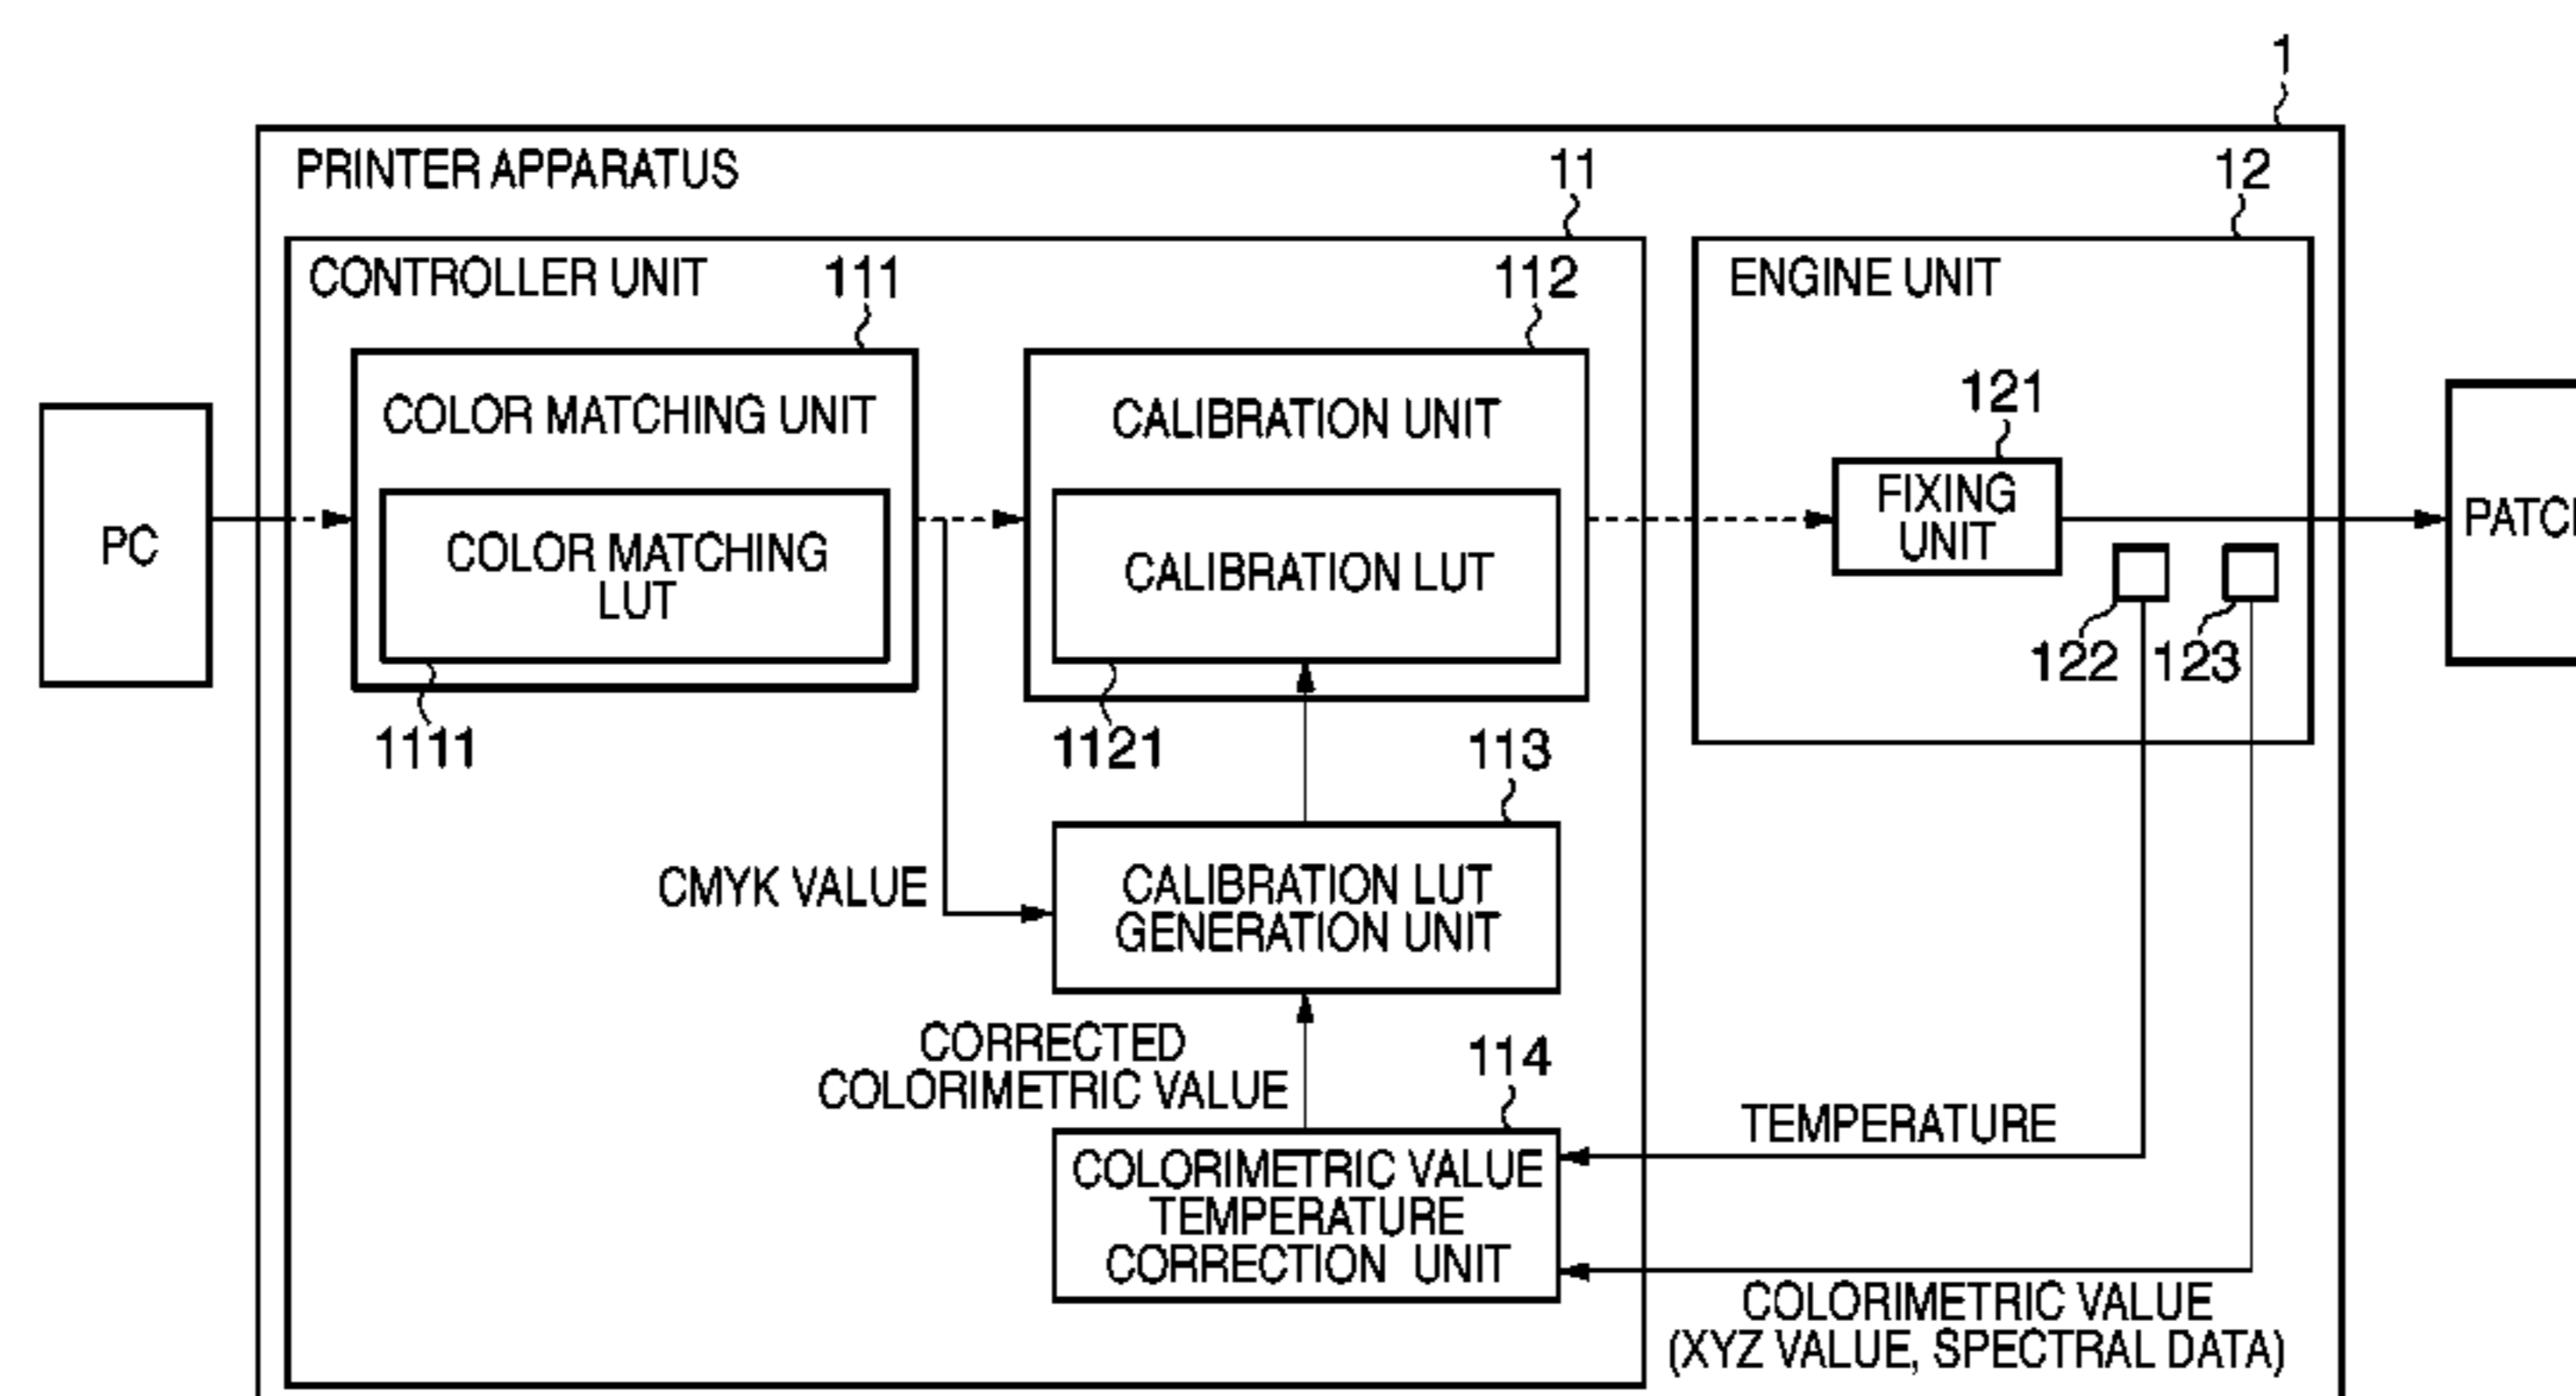 1
PRINTER APPARATUS
11
12
CONTROLLER UNIT
111
112
ENGINE UNIT
COLOR MATCHING UNIT
CALIBRATION UNIT
121
PC
COLOR MATCHING
LUT
CALIBRATION LUT
FIXING
UNIT
122
123
1111
1121
113
CMYK VALUE
CALIBRATION LUT
GENERATION UNIT
CORRECTED
COLORIMETRIC VALUE
114
TEMPERATURE
COLORIMETRIC VALUE
TEMPERATURE
CORRECTION UNIT
COLORIMETRIC VALUE
(XYZ VALUE, SPECTRAL DATA)